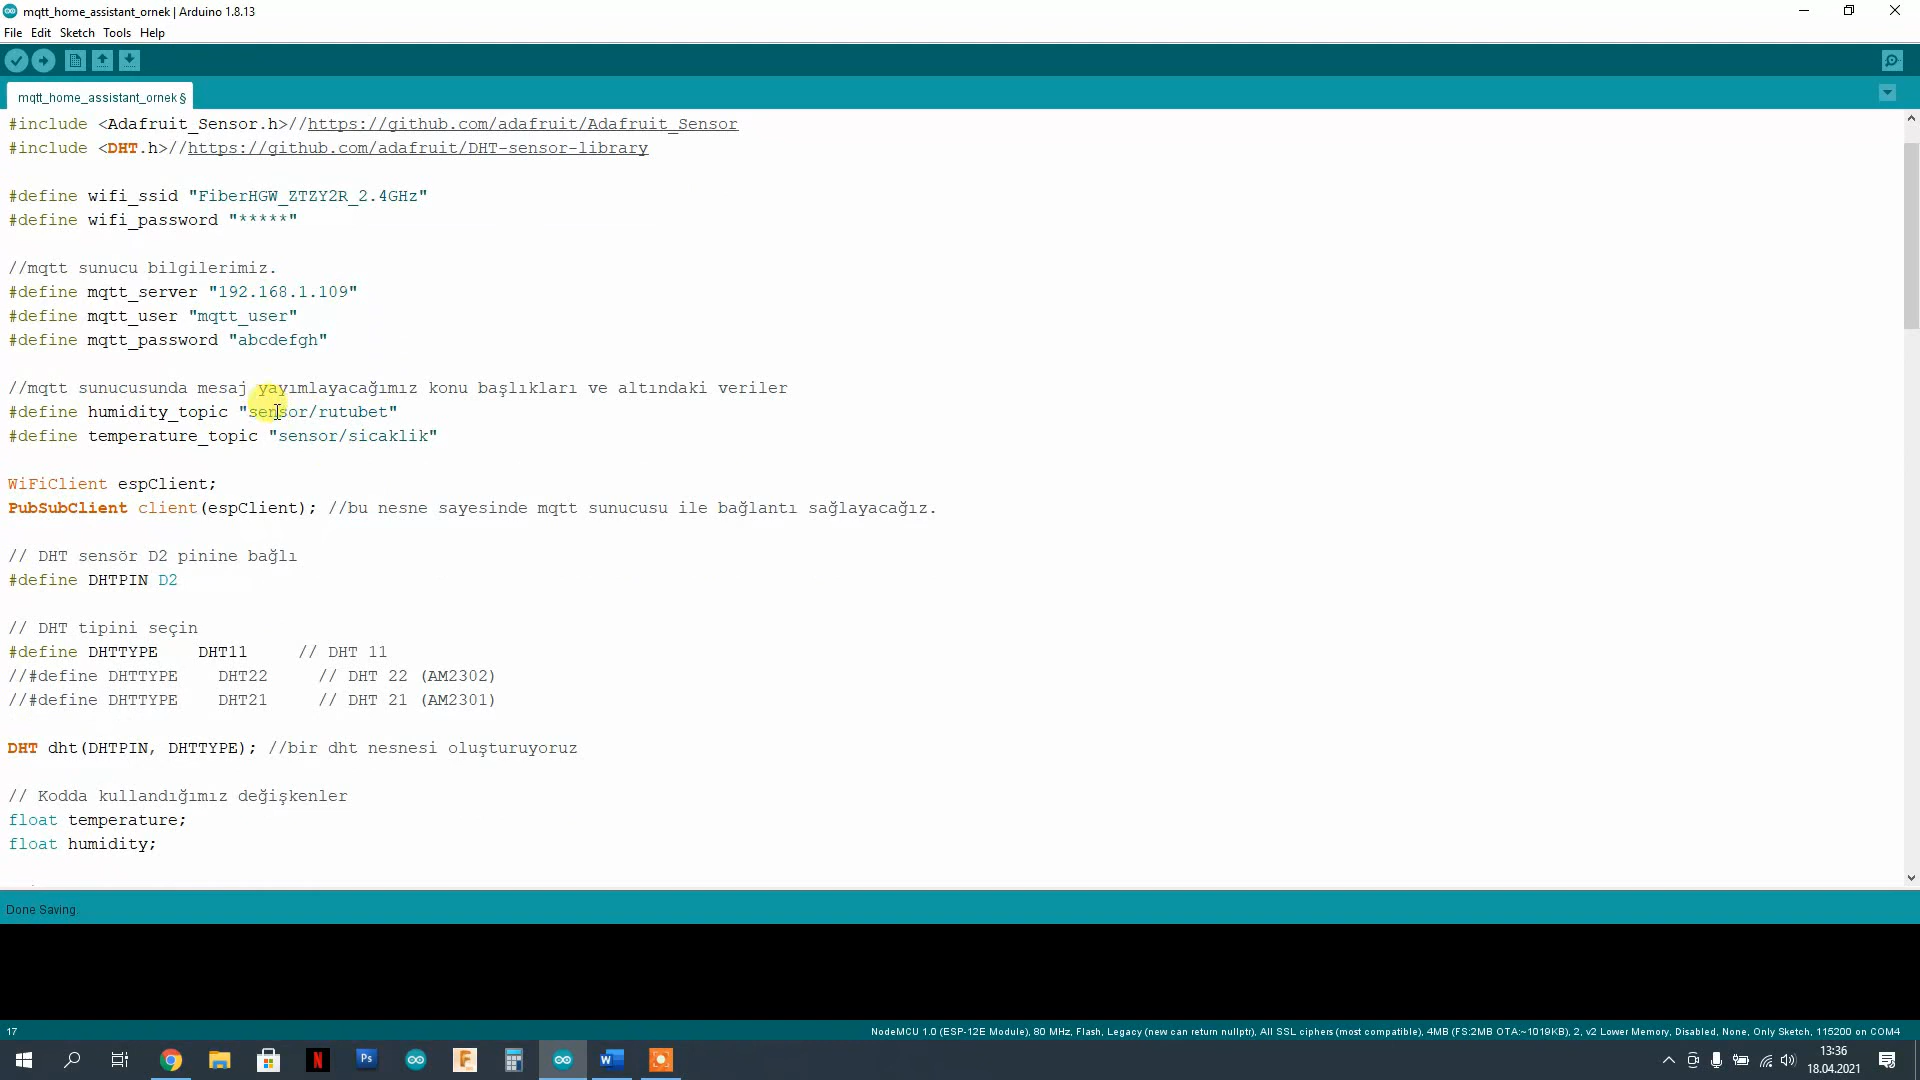 mqtt_home_assistant_ornek | Arduino 1.8.13
File Edit Sketch Tools Help
mqtt_home_assistant_ornek §
#include <Adafruit_Sensor.h>//https://github.com/adafruit/Adafruit_Sensor
#include <DHT.h>//https://github.com/adafruit/DHT-sensor-library
#define wifi_ssid "FiberHGW_ZTZY2R_2.4GHz"
#define wifi_password "*****"
//mqtt sunucu bilgilerimiz.
#define mqtt_server "192.168.1.109"
#define mqtt_user "mqtt_user"
#define mqtt_password "abcdefgh"
//mqtt sunucusunda mesaj yayımlayacağımız konu başlıkları ve altındaki veriler
#define humidity_topic "sensor/rutubet"
#define temperature_topic "sensor/sicaklik"
WiFiClient espClient;
PubSubClient client(espClient); //bu nesne sayesinde mqtt sunucusu ile bağlantı sağlayacağız.
// DHT sensör D2 pinine bağlı
#define DHTPIN D2
// DHT tipini seçin
#define DHTTYPE    DHT11     // DHT 11
//#define DHTTYPE    DHT22     // DHT 22 (AM2302)
//#define DHTTYPE    DHT21     // DHT 21 (AM2301)
DHT dht(DHTPIN, DHTTYPE); //bir dht nesnesi oluşturuyoruz
// Kodda kullandığımız değişkenler
float temperature;
float humidity;
Done Saving.
17 NodeMCU 1.0 (ESP-12E Module), 80 MHz, Flash, Legacy (new can return nullptr), All SSL ciphers (most compatible), 4MB (FS:2MB OTA:~1019KB), 2, v2 Lower Memory, Disabled, None, Only Sketch, 115200 on COM4
N Ps F W
13:36
18.04.2021